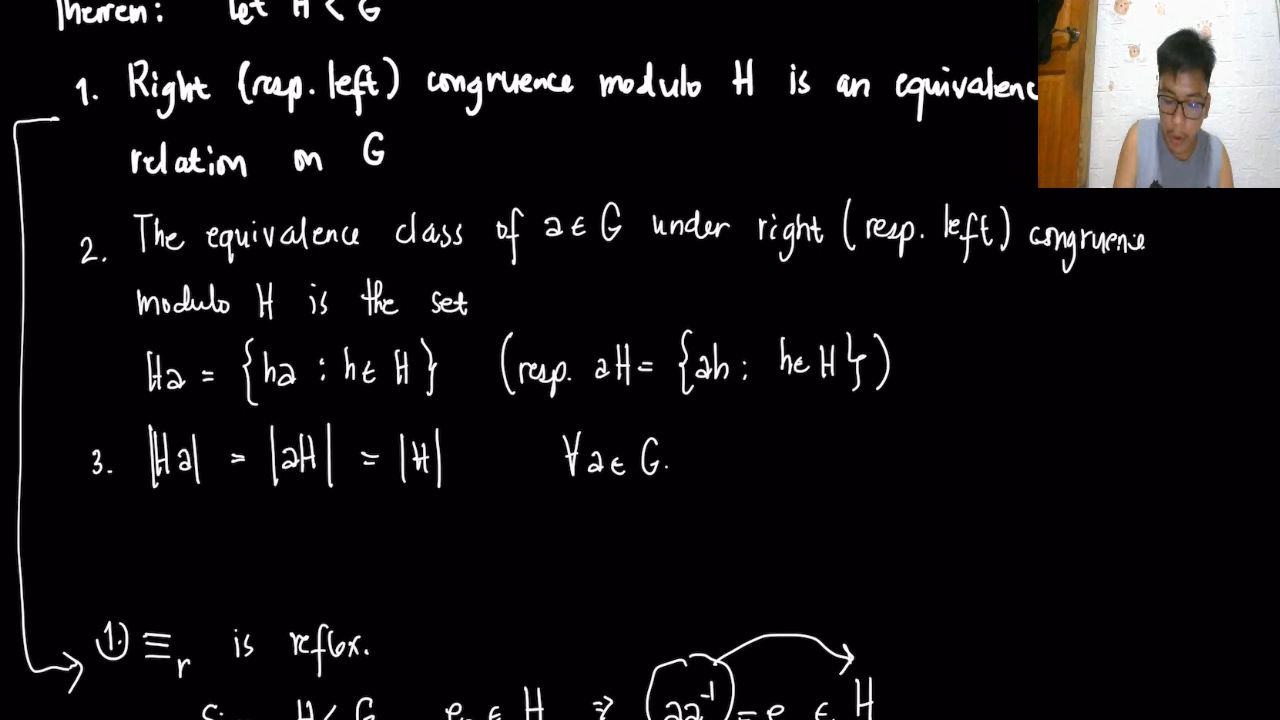 Theorem: Let H < G
1. Right (resp. left) congruence modulo H is an equivalenc
relation on G
2. The equivalence class of a ∈ G under right (resp. left) congruence
modulo H is the set
Ha = {ha : h ∈ H} (resp. aH = {ah : h ∈ H})
3. |Ha| = |aH| = |H| ∀ a ∈ G.
1. ≡r is reflex.
H < G e ∈ H ⇒ aa⁻¹ = e ∈ H